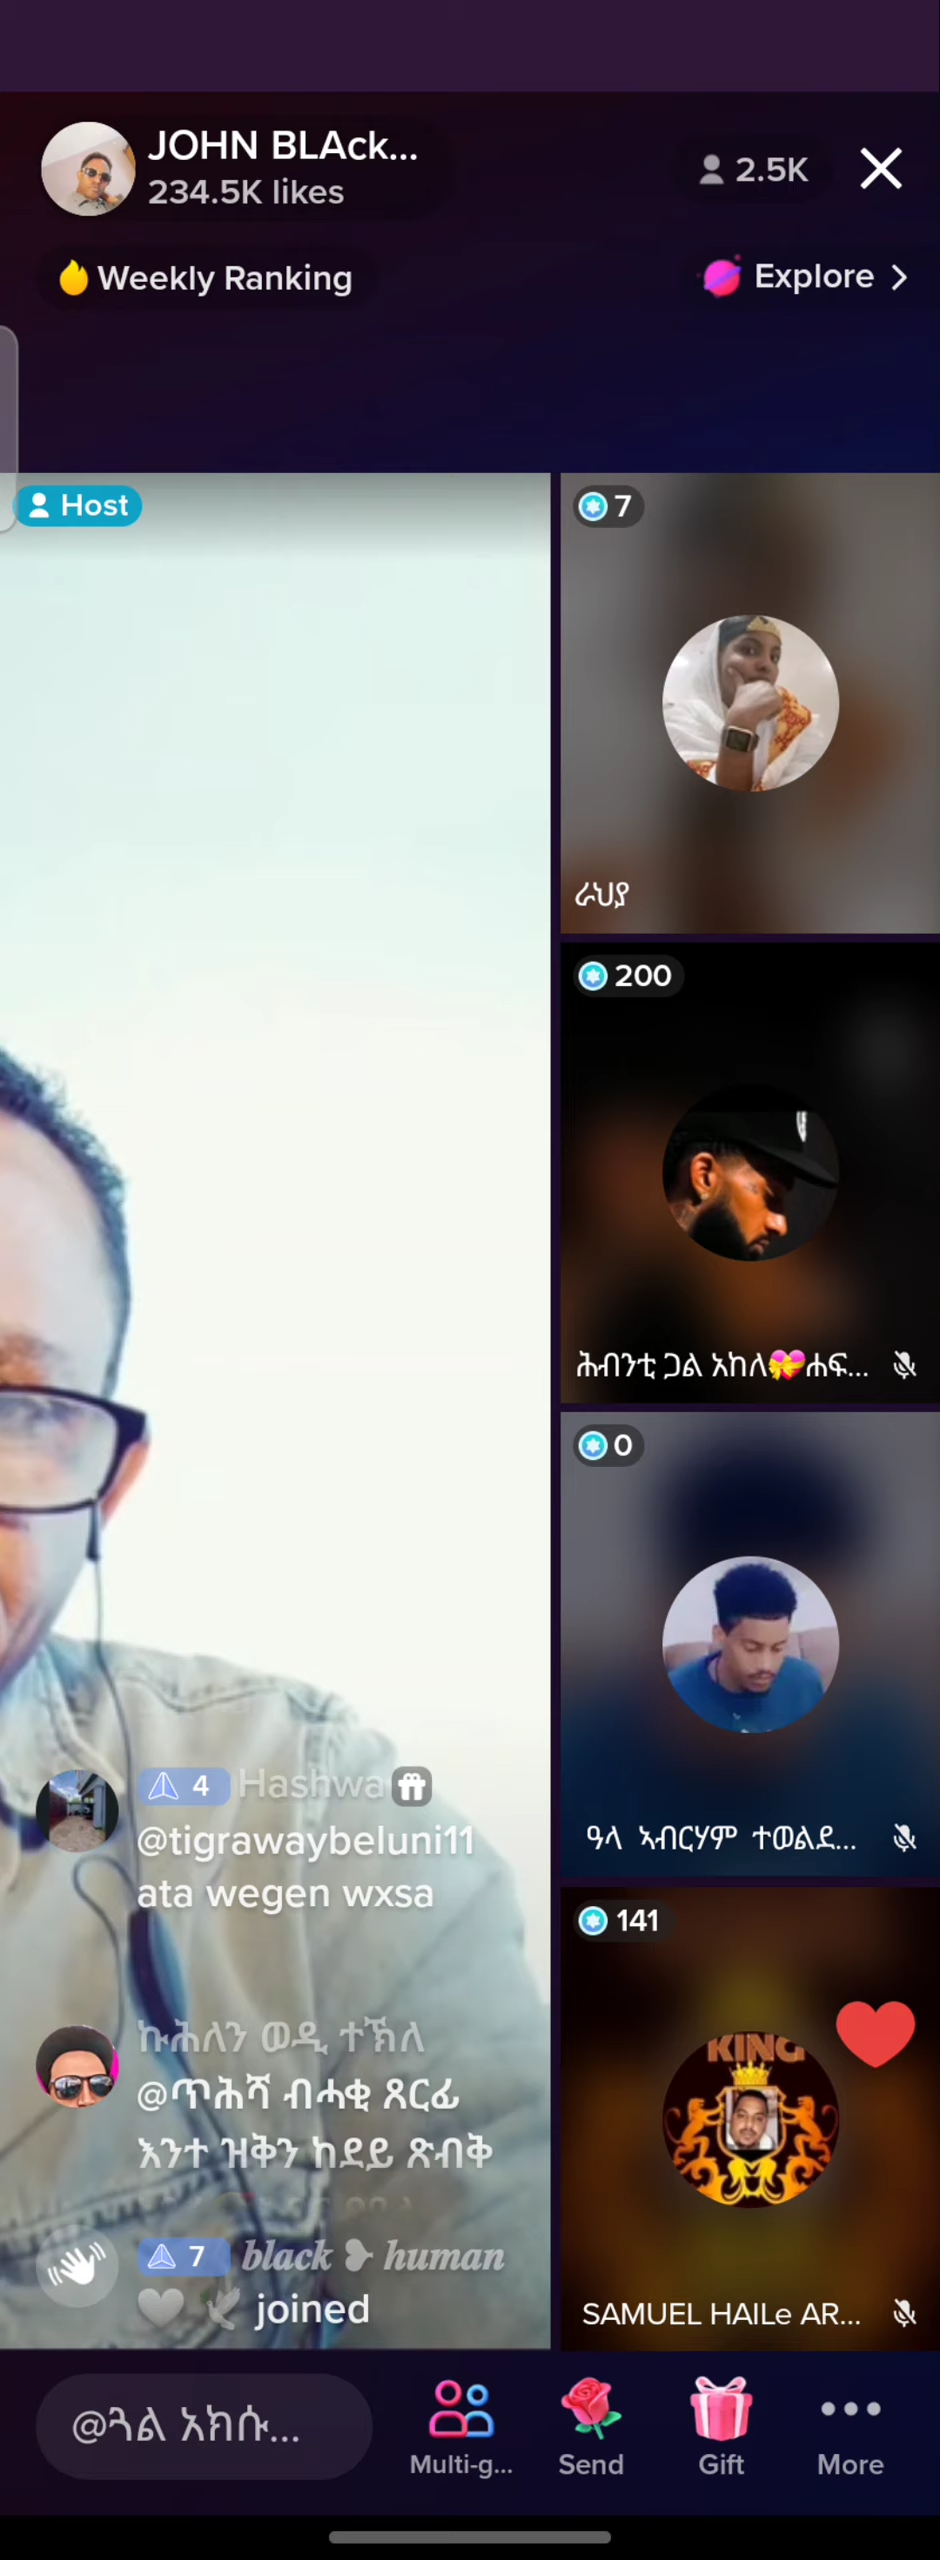 JOHN BLAck...
234.5K likes
2.5K
Weekly Ranking
Explore
Host
7
ራህያ
200
ሕብንቲ ጋል አከለ💝ሐፍ...
0
ዓላ ኣብርሃም ተወልደ...
4 Hashwa
@tigrawaybeluni11
ata wegen wxsa
141
KING
ኩሕለን ወዲ ተኽለ
@ጥሕሻ ብሓቂ ጸርፊ
እንተ ዝቅን ከደይ ጽብቅ
7 black ❥ human
🤍 🕊 joined
SAMUEL HAILe AR...
@ጓል አክሱ...
Multi-g...
Send
Gift
More